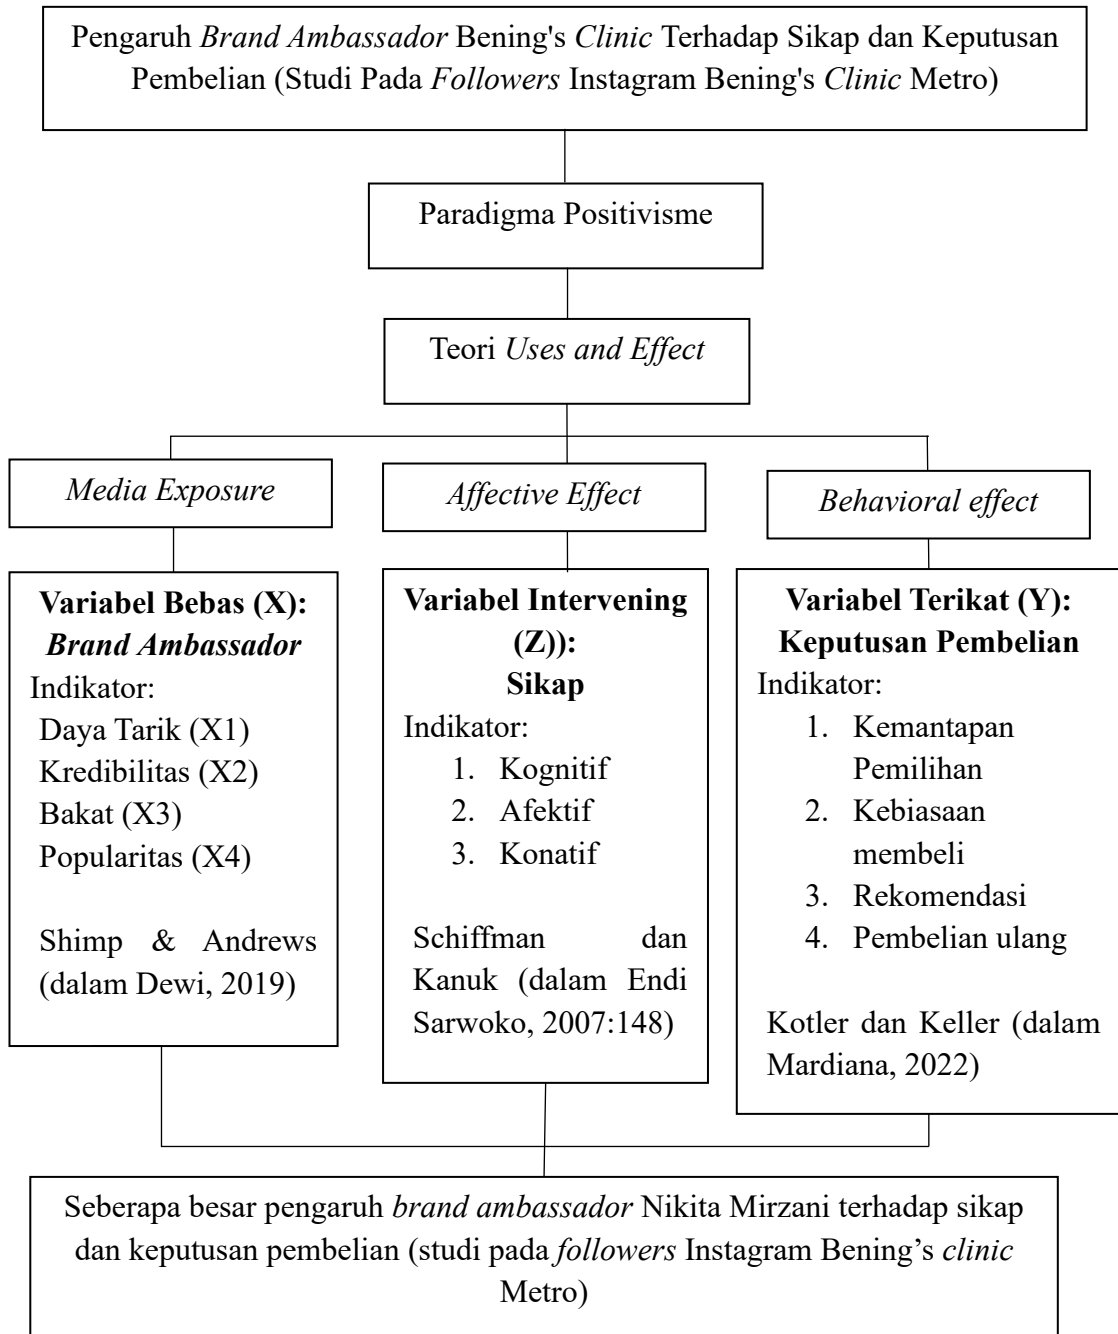 Pengaruh Brand Ambassador Bening's Clinic Terhadap Sikap dan Keputusan
Pembelian (Studi Pada Followers Instagram Bening's Clinic Metro)
Paradigma Positivisme
Teori Uses and Effect
Media Exposure
Affective Effect
Behavioral effect
Variabel Bebas (X):
Brand Ambassador
Indikator:
Daya Tarik (X1)
Kredibilitas (X2)
Bakat (X3)
Popularitas (X4)
Shimp & Andrews
(dalam Dewi, 2019)
Variabel Intervening
(Z)):
Sikap
Indikator:
1. Kognitif
2. Afektif
3. Konatif
Schiffman dan
Kanuk (dalam Endi
Sarwoko, 2007:148)
Variabel Terikat (Y):
Keputusan Pembelian
Indikator:
1. Kemantapan
Pemilihan
2. Kebiasaan
membeli
3. Rekomendasi
4. Pembelian ulang
Kotler dan Keller (dalam
Mardiana, 2022)
Seberapa besar pengaruh brand ambassador Nikita Mirzani terhadap sikap
dan keputusan pembelian (studi pada followers Instagram Bening’s clinic
Metro)